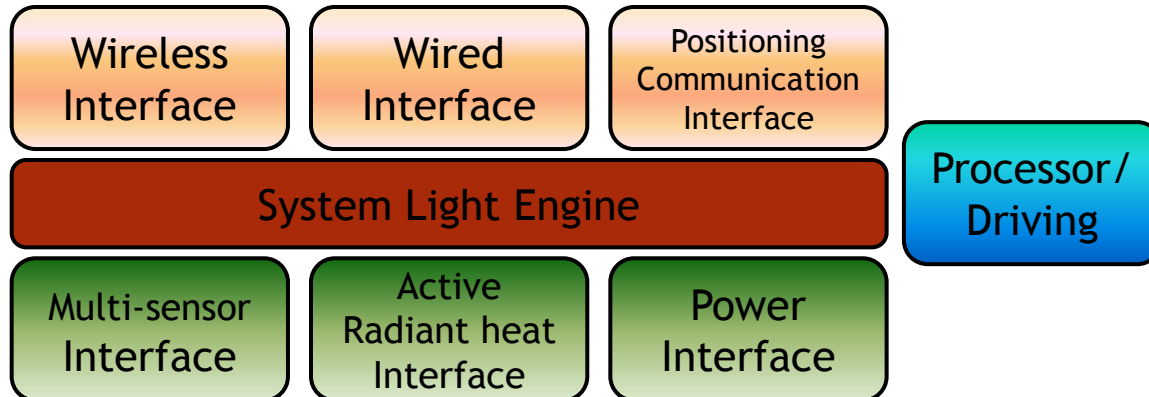 Wireless
Interface
Wired
Interface
Positioning
Communication
Interface
System Light Engine
Processor/
Driving
Multi-sensor
Interface
Active
Radiant heat
Interface
Power
Interface